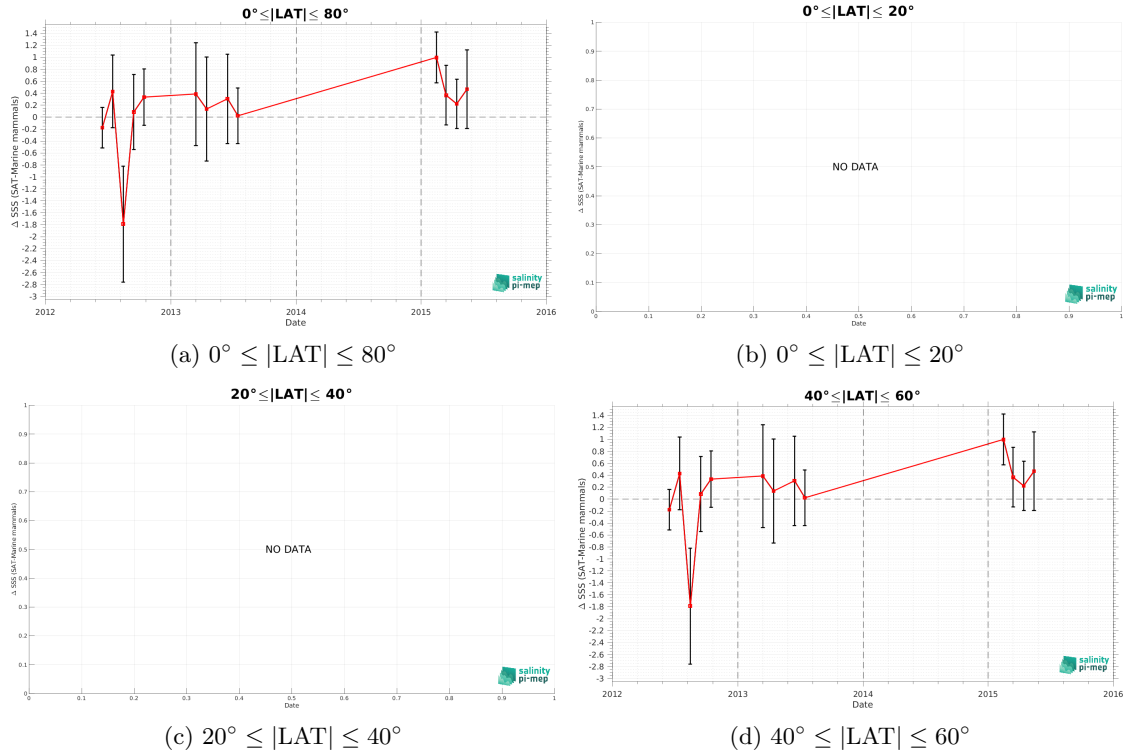 0°≤|LAT|≤ 80°
Δ SSS (SAT-Marine mammals)
1.4
1.2
1
0.8
0.6
0.4
0.2
0
-0.2
-0.4
-0.6
-0.8
-1
-1.2
-1.4
-1.6
-1.8
-2
-2.2
-2.4
-2.6
-2.8
-3
2012 2013 2014 2015 2016
Date
salinity
pi-mep
(a) 0° ≤ |LAT| ≤ 80°
0°≤|LAT|≤ 20°
Δ SSS (SAT-Marine mammals)
1
0.9
0.8
0.7
0.6
0.5
0.4
0.3
0.2
0.1
0
NO DATA
0 0.1 0.2 0.3 0.4 0.5 0.6 0.7 0.8 0.9 1
Date
salinity
pi-mep
(b) 0° ≤ |LAT| ≤ 20°
20°≤|LAT|≤ 40°
Δ SSS (SAT-Marine mammals)
1
0.9
0.8
0.7
0.6
0.5
0.4
0.3
0.2
0.1
0
NO DATA
0 0.1 0.2 0.3 0.4 0.5 0.6 0.7 0.8 0.9 1
Date
salinity
pi-mep
(c) 20° ≤ |LAT| ≤ 40°
40°≤|LAT|≤ 60°
Δ SSS (SAT-Marine mammals)
1.4
1.2
1
0.8
0.6
0.4
0.2
0
-0.2
-0.4
-0.6
-0.8
-1
-1.2
-1.4
-1.6
-1.8
-2
-2.2
-2.4
-2.6
-2.8
-3
2012 2013 2014 2015 2016
Date
salinity
pi-mep
(d) 40° ≤ |LAT| ≤ 60°